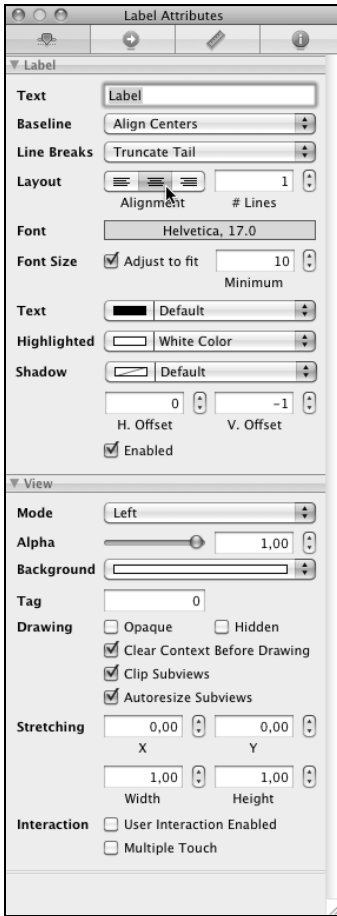 Label Attributes
Label
Text Label
Baseline Align Centers
Line Breaks Truncate Tail
Layout 1
Alignment # Lines
Font Helvetica, 17.0
Font Size Adjust to fit 10
Minimum
Text Default
Highlighted White Color
Shadow Default
0 -1
H. Offset V. Offset
Enabled
View
Mode Left
Alpha 1,00
Background
Tag 0
Drawing Opaque Hidden
Clear Context Before Drawing
Clip Subviews
Autoresize Subviews
Stretching 0,00 0,00
X Y
1,00 1,00
Width Height
Interaction User Interaction Enabled
Multiple Touch